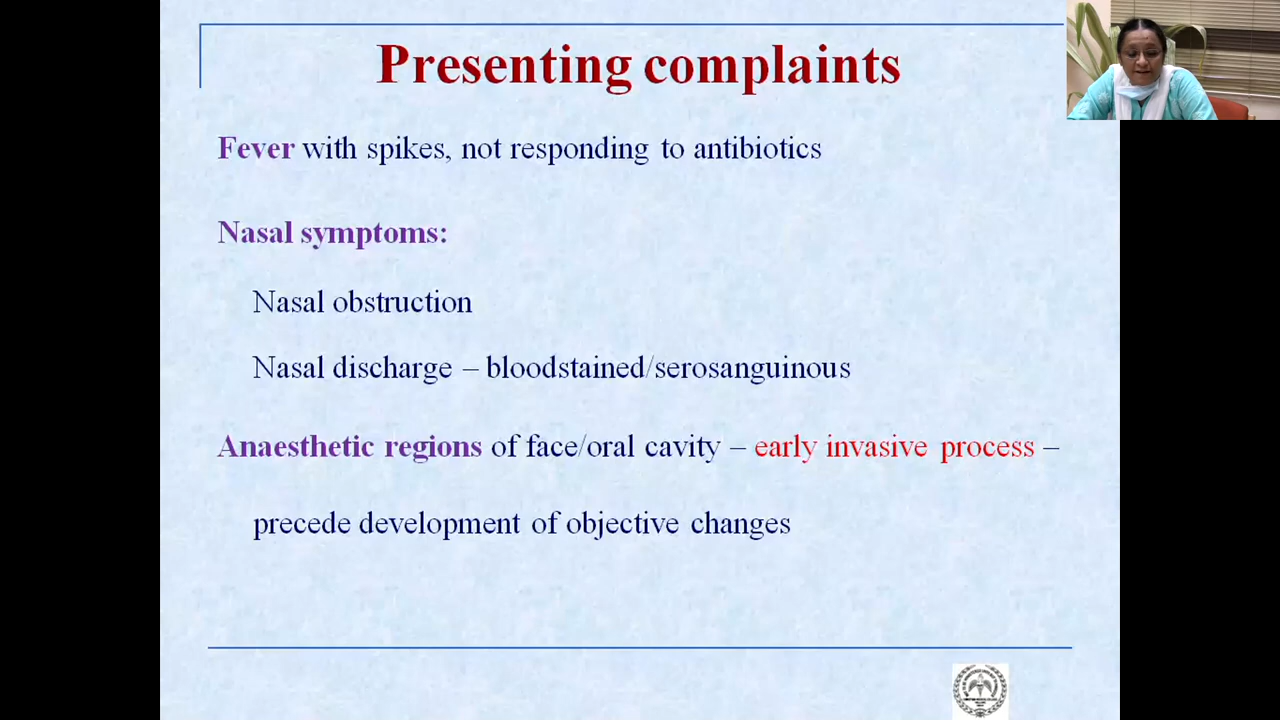 Presenting complaints
Fever with spikes, not responding to antibiotics
Nasal symptoms:
Nasal obstruction
Nasal discharge – bloodstained/serosanguinous
Anaesthetic regions of face/oral cavity – early invasive process –
precede development of objective changes